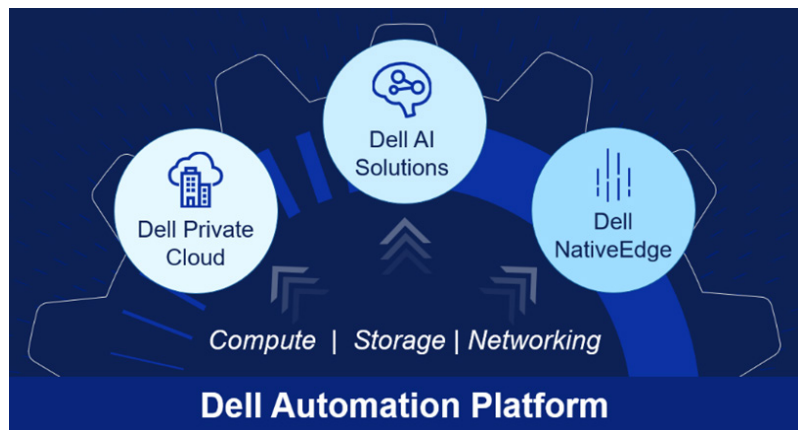 Dell AI
Solutions
Dell Private
Cloud
Dell
NativeEdge
Compute | Storage | Networking
Dell Automation Platform